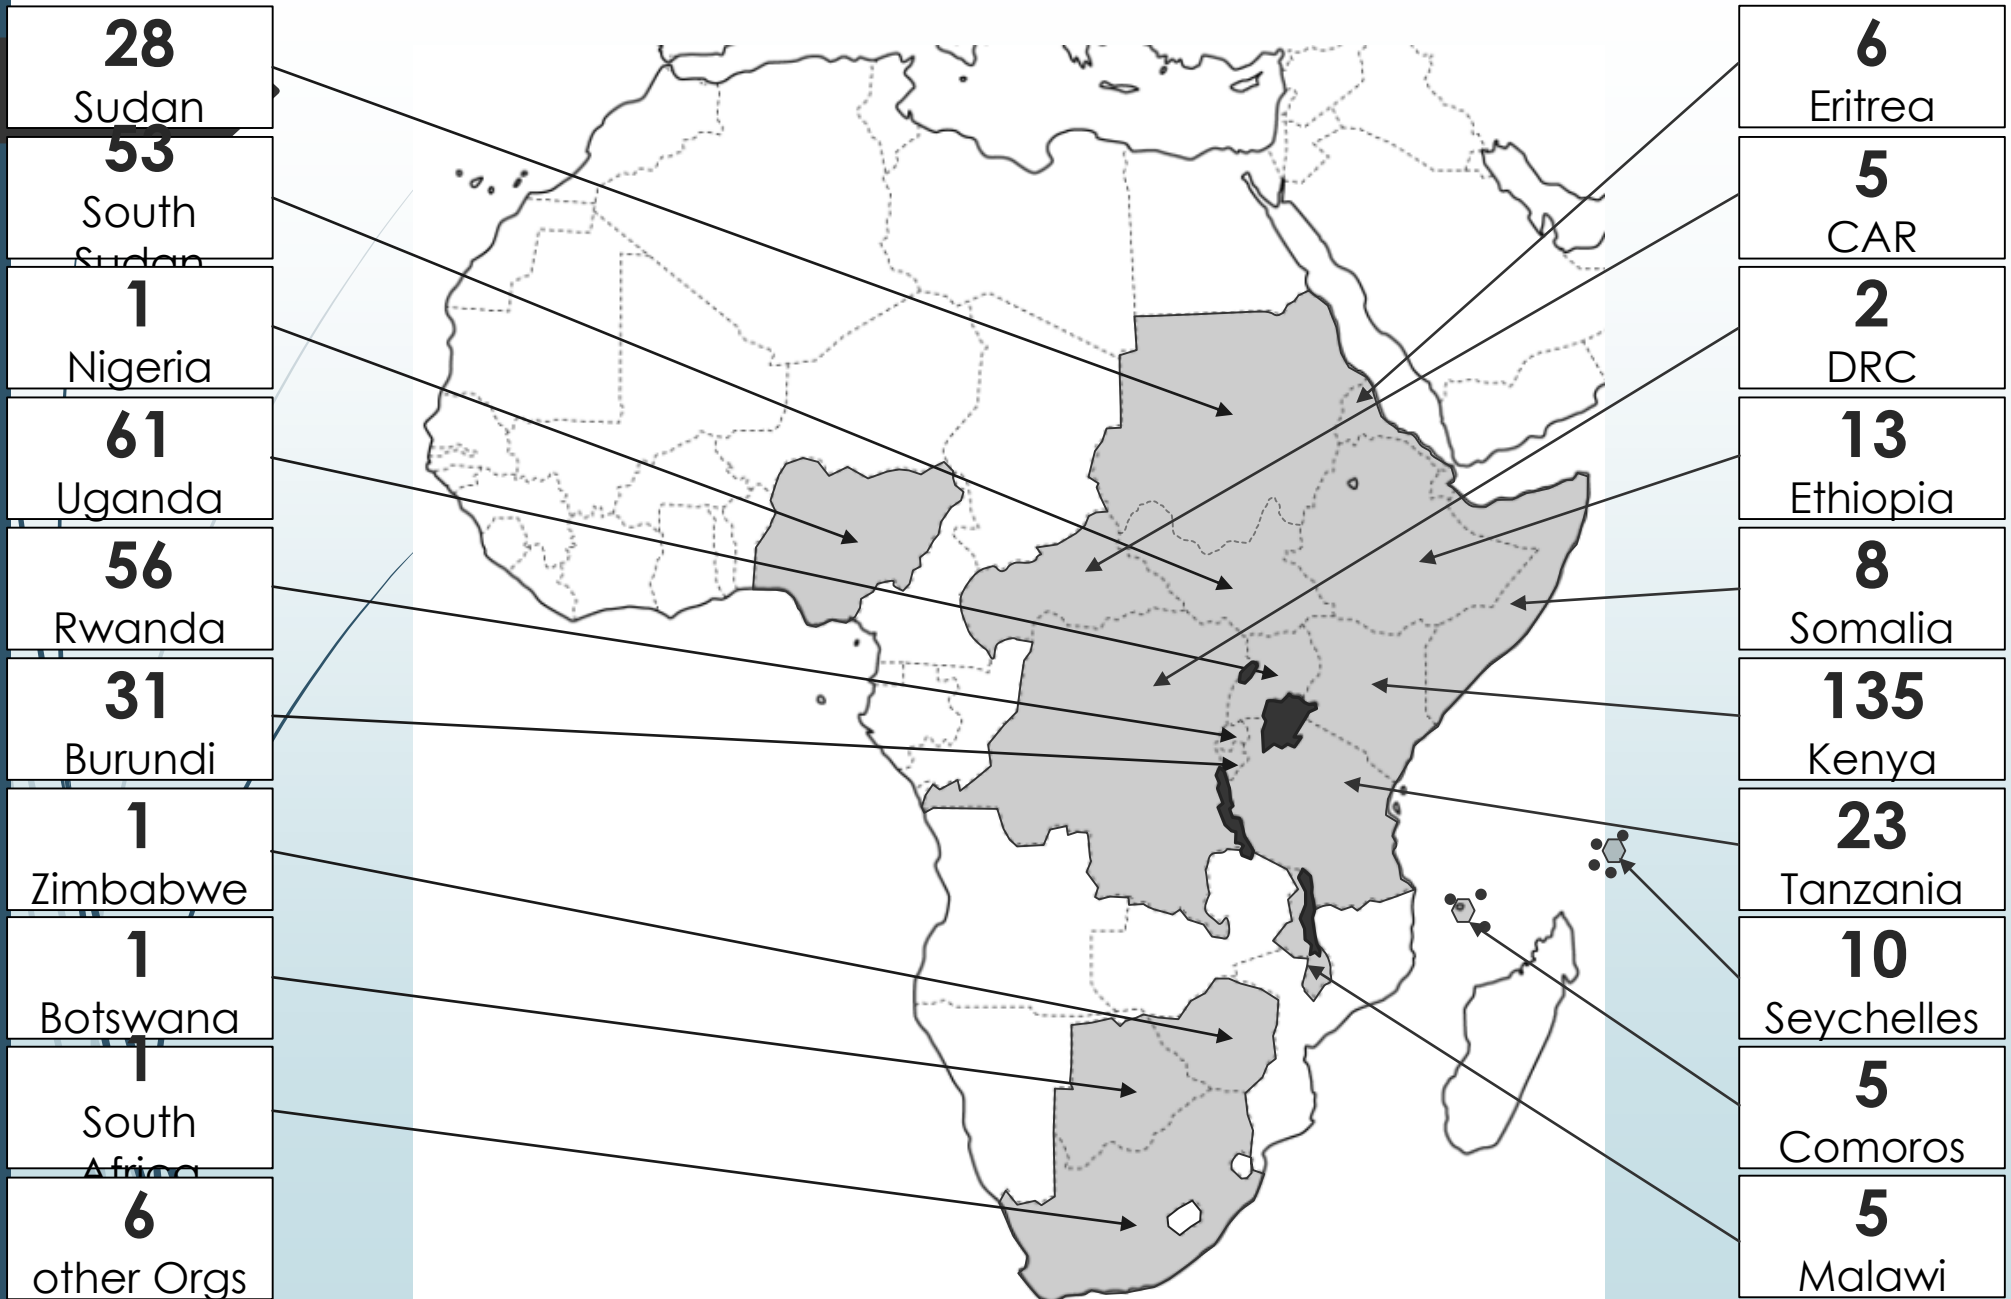 28
Sudan
53
South
Sudan
1
Nigeria
61
Uganda
56
Rwanda
31
Burundi
1
Zimbabwe
1
Botswana
1
South
Africa
6
other Orgs
6
Eritrea
5
CAR
2
DRC
13
Ethiopia
8
Somalia
135
Kenya
23
Tanzania
10
Seychelles
5
Comoros
5
Malawi